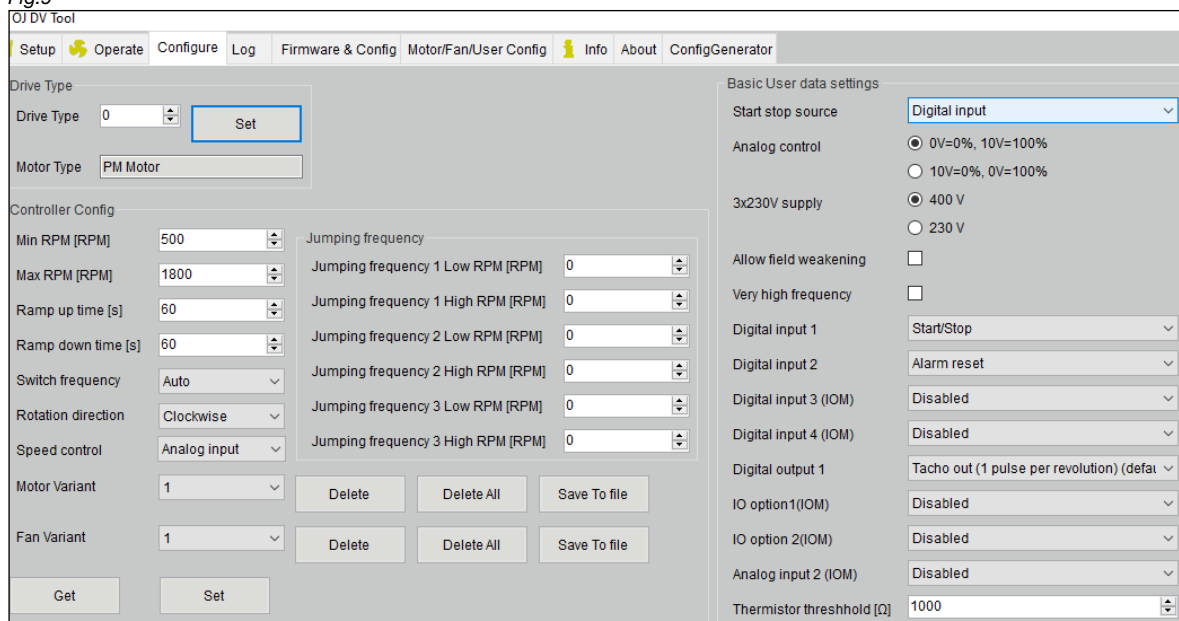 Fig.9
OJ DV Tool
Setup Operate Configure Log Firmware & Config Motor/Fan/User Config Info About ConfigGenerator
Drive Type
Drive Type 0 Set
Motor Type PM Motor
Controller Config
Min RPM [RPM] 500
Max RPM [RPM] 1800
Ramp up time [s] 60
Ramp down time [s] 60
Switch frequency Auto
Rotation direction Clockwise
Speed control Analog input
Motor Variant 1 Delete Delete All Save To file
Fan Variant 1 Delete Delete All Save To file
Get Set
Jumping frequency
Jumping frequency 1 Low RPM [RPM] 0
Jumping frequency 1 High RPM [RPM] 0
Jumping frequency 2 Low RPM [RPM] 0
Jumping frequency 2 High RPM [RPM] 0
Jumping frequency 3 Low RPM [RPM] 0
Jumping frequency 3 High RPM [RPM] 0
Basic User data settings
Start stop source Digital input
Analog control 0V=0%, 10V=100%
10V=0%, 0V=100%
3x230V supply 400 V
230 V
Allow field weakening
Very high frequency
Digital input 1 Start/Stop
Digital input 2 Alarm reset
Digital input 3 (IOM) Disabled
Digital input 4 (IOM) Disabled
Digital output 1 Tacho out (1 pulse per revolution) (defau
IO option1(IOM) Disabled
IO option 2(IOM) Disabled
Analog input 2 (IOM) Disabled
Thermistor threshhold [Ω] 1000